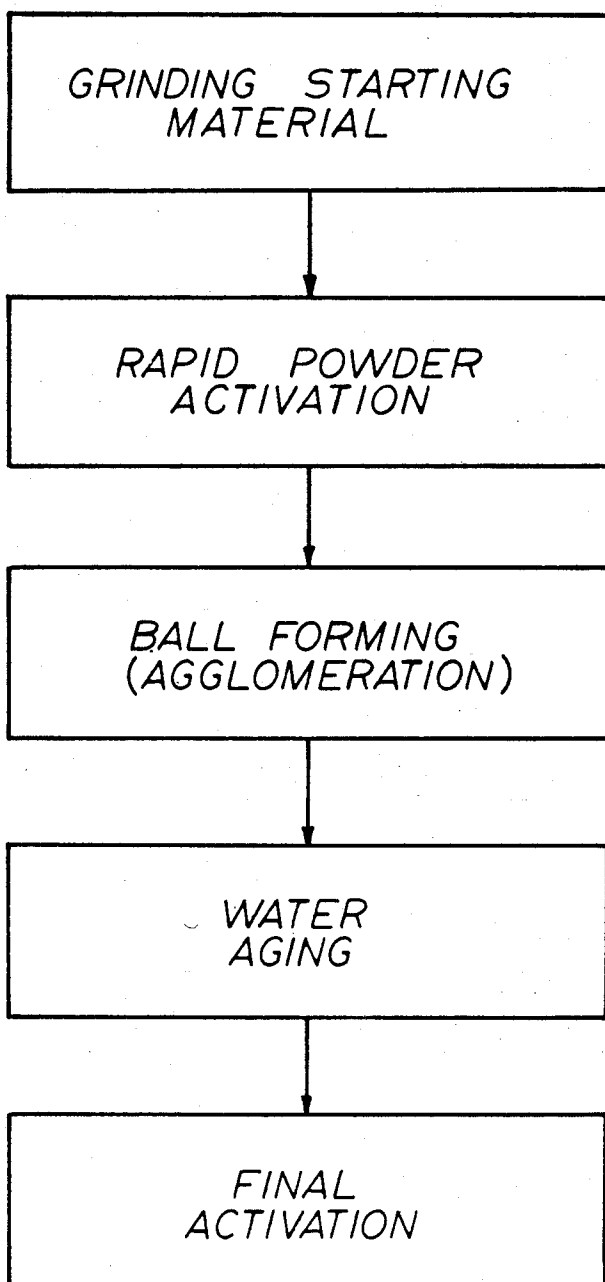 GRINDING STARTING
MATERIAL
RAPID POWDER
ACTIVATION
BALL FORMING
(AGGLOMERATION)
WATER
AGING
FINAL
ACTIVATION